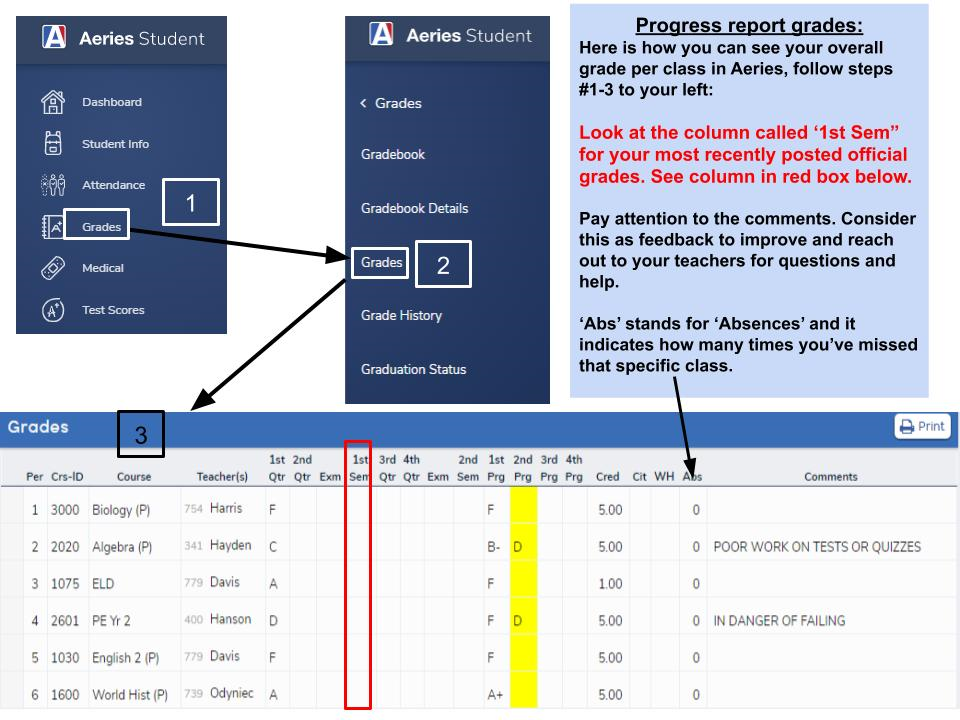 Aeries Student
Dashboard
Student Info
Attendance
Grades
Medical
Test Scores
1
Aeries Student
< Grades
Gradebook
Gradebook Details
Grades
Grade History
Graduation Status
2
Progress report grades:
Here is how you can see your overall
grade per class in Aeries, follow steps
#1-3 to your left:
Look at the column called ‘1st Sem”
for your most recently posted official
grades. See column in red box below.
Pay attention to the comments. Consider
this as feedback to improve and reach
out to your teachers for questions and
help.
‘Abs’ stands for ‘Absences’ and it
indicates how many times you’ve missed
that specific class.
Grades
3
Print
Per Crs-ID Course Teacher(s) 1st Qtr 2nd Qtr Exm 1st Sem 3rd Qtr 4th Qtr Exm 2nd Sem 1st Prg 2nd Prg 3rd Prg 4th Prg Cred Cit WH Abs Comments
1 3000 Biology (P) 754 Harris F F 5.00 0
2 2020 Algebra (P) 341 Hayden C B- D 5.00 0 POOR WORK ON TESTS OR QUIZZES
3 1075 ELD 779 Davis A F 1.00 0
4 2601 PE Yr 2 400 Hanson D F D 5.00 0 IN DANGER OF FAILING
5 1030 English 2 (P) 779 Davis F F 5.00 0
6 1600 World Hist (P) 739 Odyniec A A+ 5.00 0